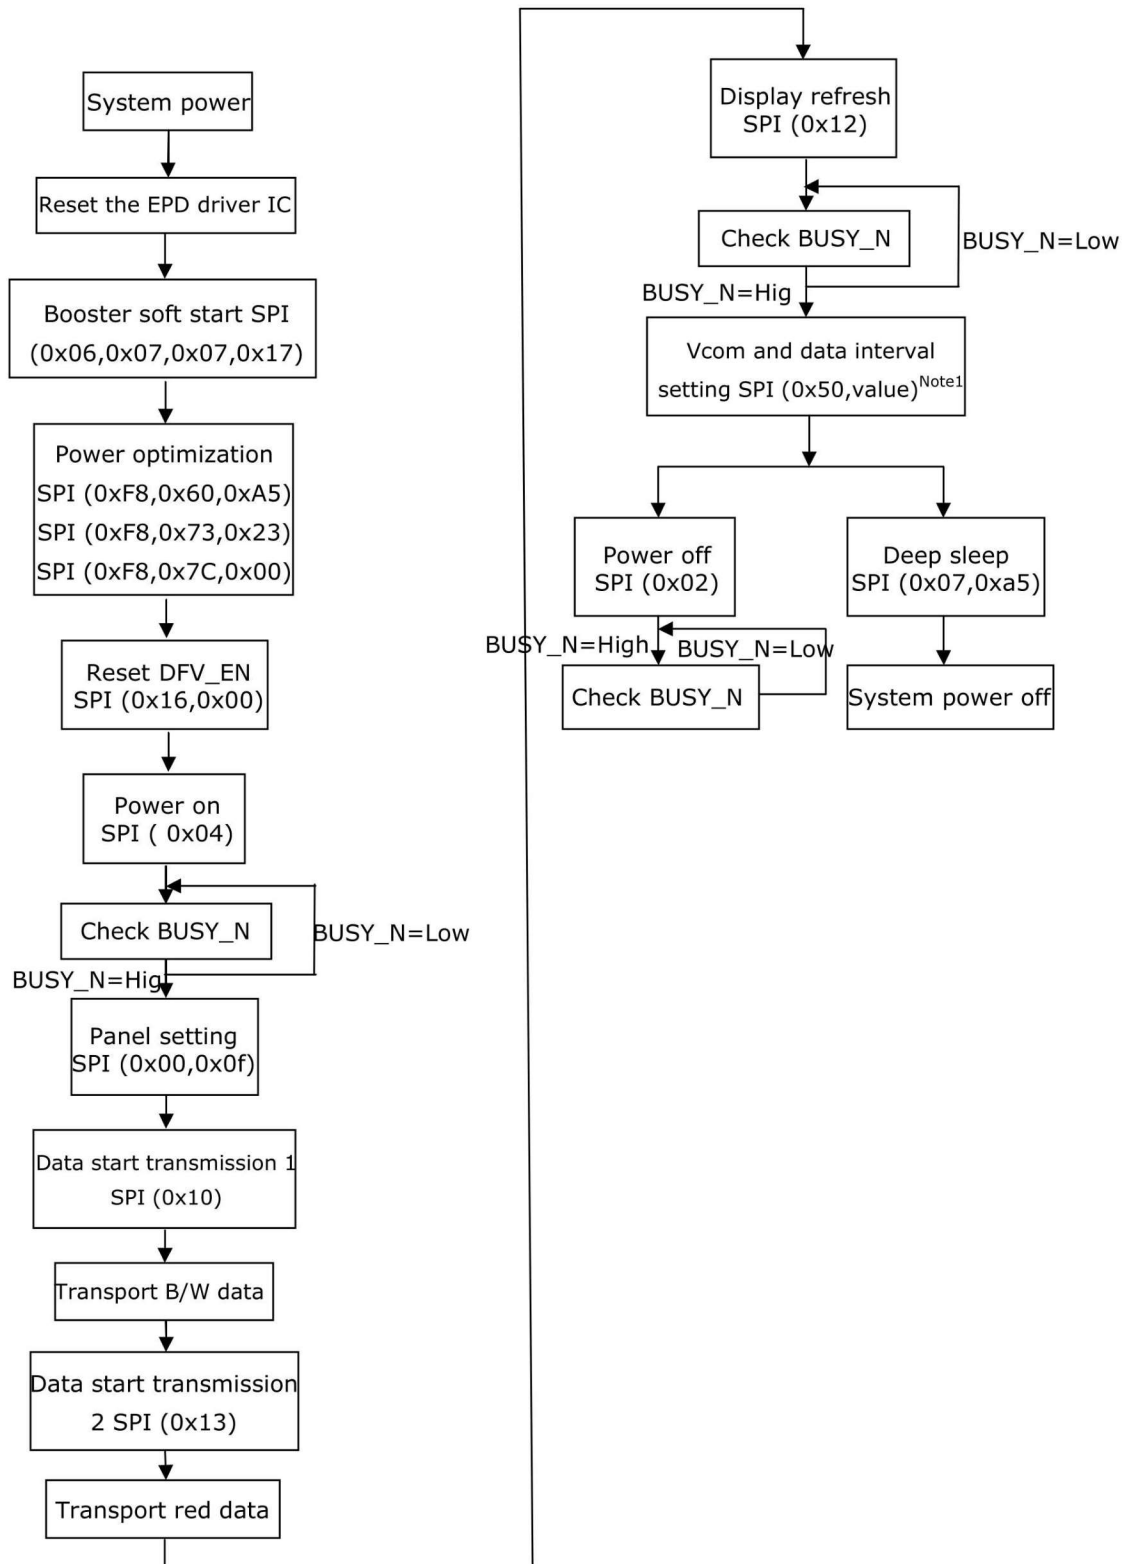 System power
Reset the EPD driver IC
Booster soft start SPI
(0x06,0x07,0x07,0x17)
Power optimization
SPI (0xF8,0x60,0xA5)
SPI (0xF8,0x73,0x23)
SPI (0xF8,0x7C,0x00)
Reset DFV_EN
SPI (0x16,0x00)
Power on
SPI ( 0x04)
Check BUSY_N
BUSY_N=Low
BUSY_N=Hig
Panel setting
SPI (0x00,0x0f)
Data start transmission 1
SPI (0x10)
Transport B/W data
Data start transmission
2 SPI (0x13)
Transport red data
Display refresh
SPI (0x12)
Check BUSY_N
BUSY_N=Low
BUSY_N=Hig
Vcom and data interval
setting SPI (0x50,value)Note1
Power off
SPI (0x02)
BUSY_N=High
BUSY_N=Low
Check BUSY_N
Deep sleep
SPI (0x07,0xa5)
System power off